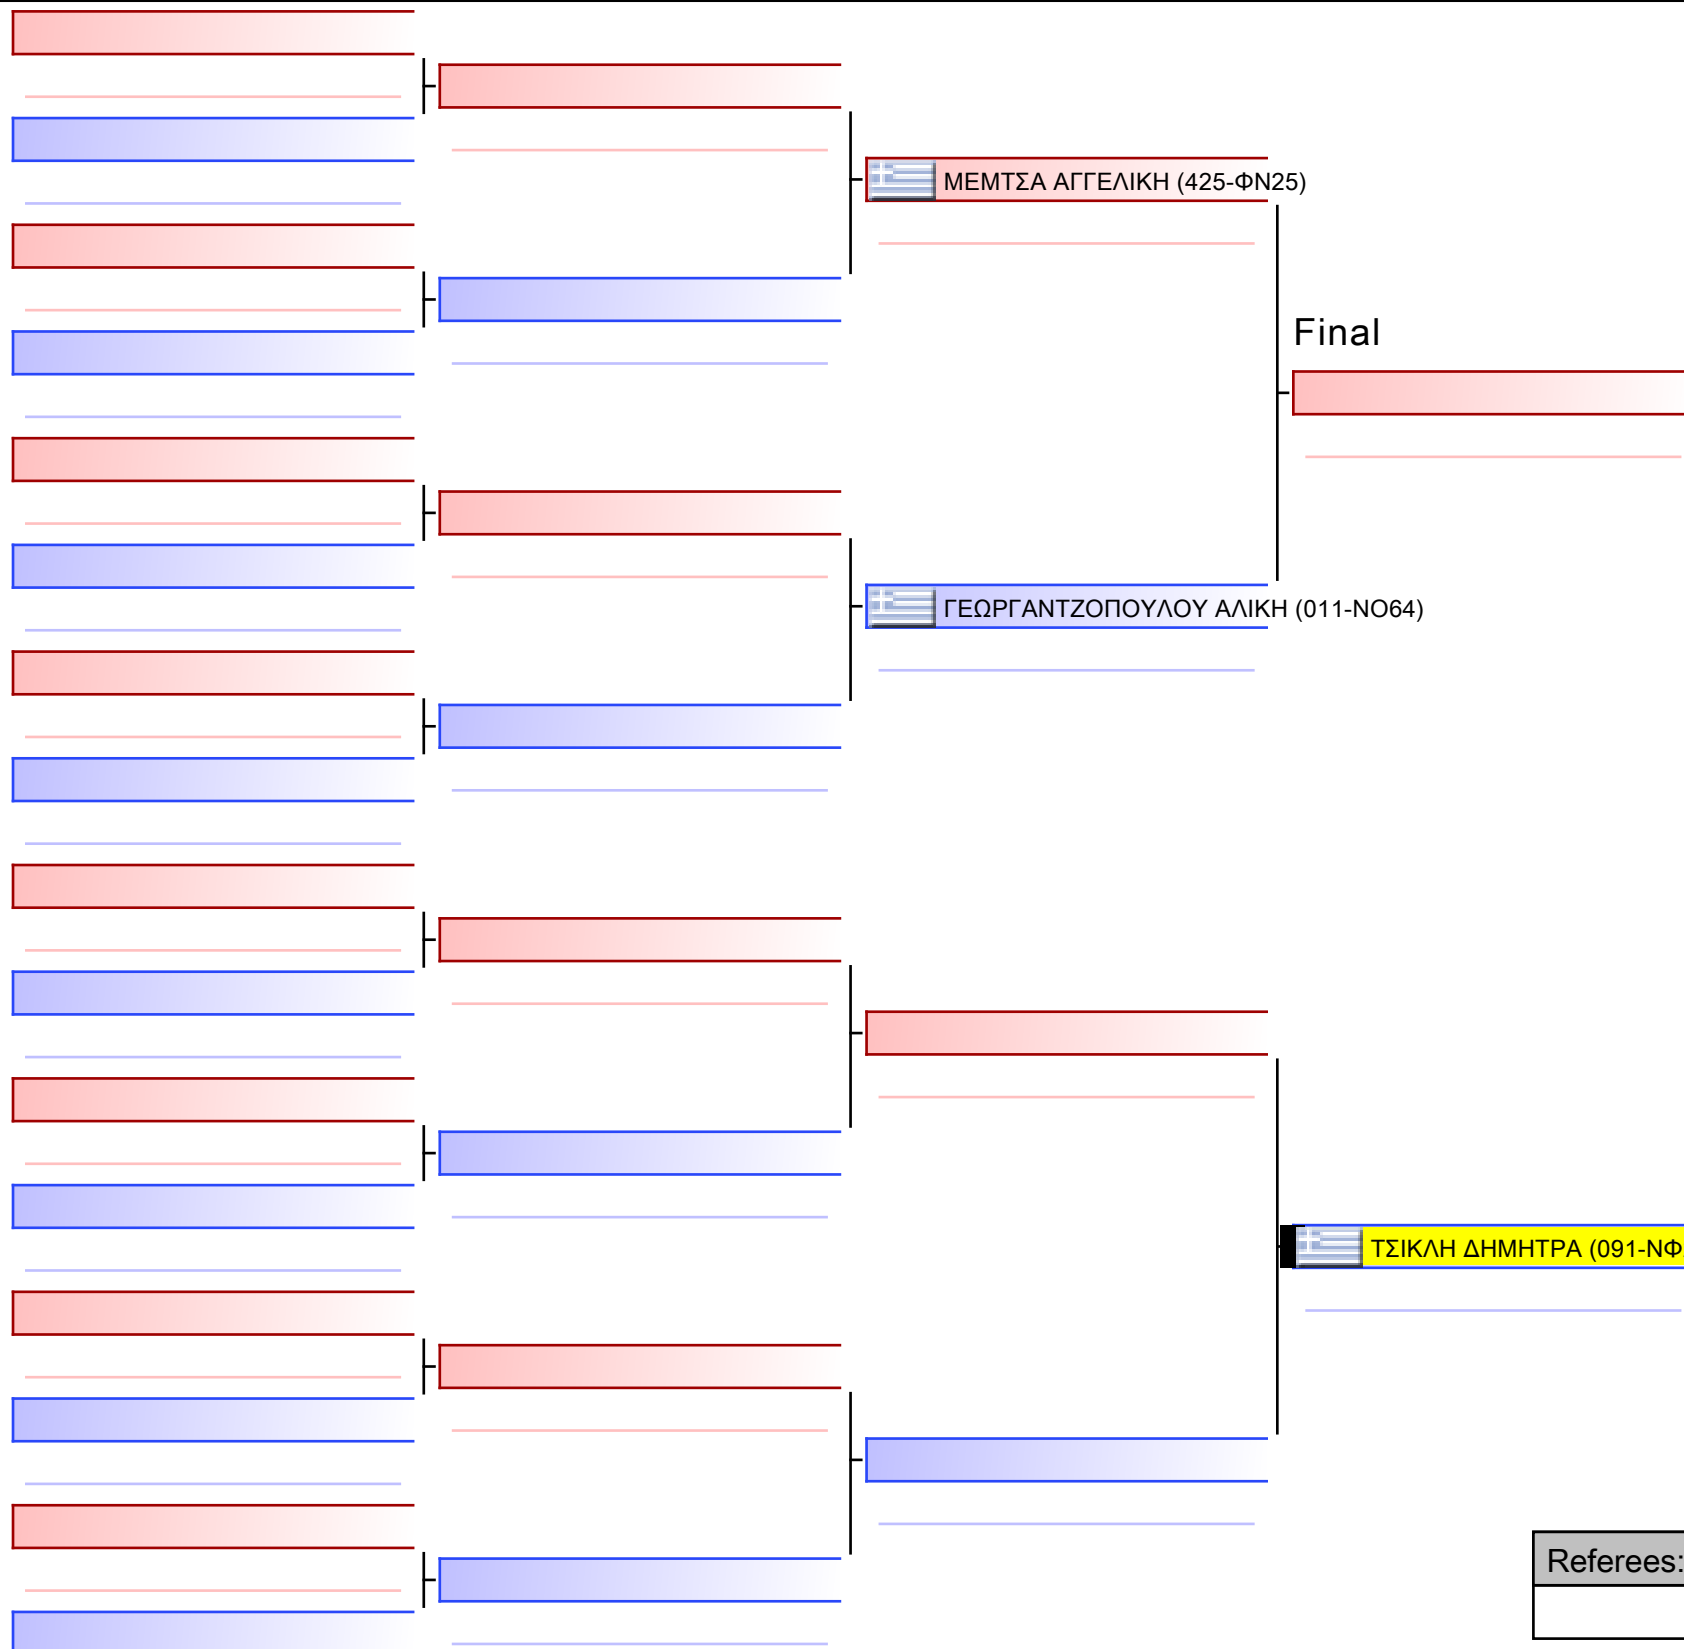 ΜΕΜΤΣΑ ΑΓΓΕΛΙΚΗ (425-ΦΝ25)
Final
ΓΕΩΡΓΑΝΤΖΟΠΟΥΛΟΥ ΑΛΙΚΗ (011-ΝΟ64)
ΤΣΙΚΛΗ ΔΗΜΗΤΡΑ (091-ΝΦ
Referees: